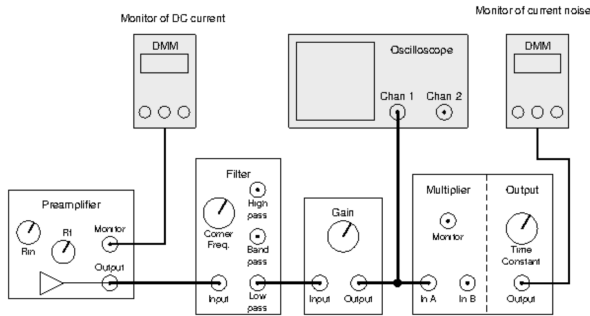 Monitor of DC current
Monitor of current noise
DMM
Oscilloscope
Chan 1
Chan 2
DMM
Preamplifier
Rin
Rf
Monitor
Output
Filter
High
pass
Corner
Freq.
Band
pass
Input
Low
pass
Gain
Input
Output
Multiplier
Monitor
In A
In B
Output
Time
Constant
Output